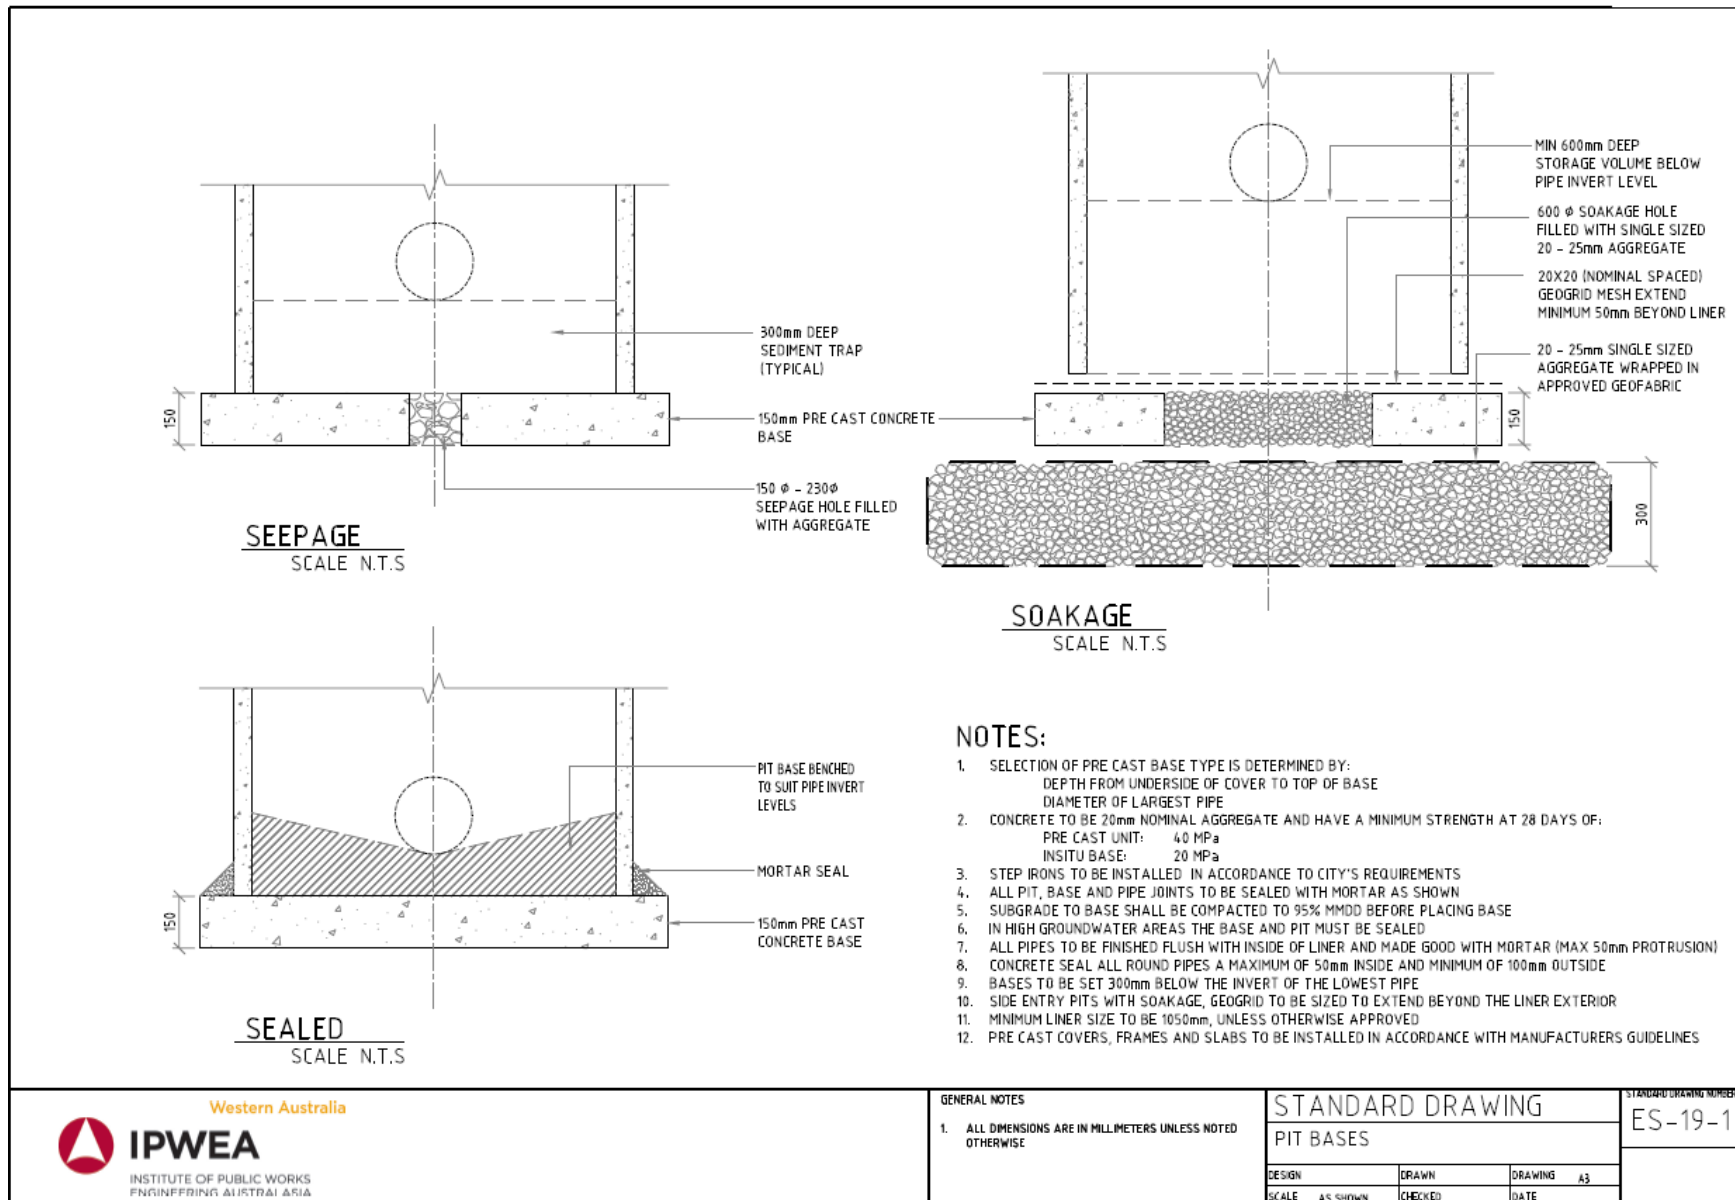 MIN 600mm DEEP
STORAGE VOLUME BELOW
PIPE INVERT LEVEL
600 ø SOAKAGE HOLE
FILLED WITH SINGLE SIZED
20 - 25mm AGGREGATE
20X20 (NOMINAL SPACED)
GEOGRID MESH EXTEND
MINIMUM 50mm BEYOND LINER
20 - 25mm SINGLE SIZED
AGGREGATE WRAPPED IN
APPROVED GEOFABRIC
300mm DEEP
SEDIMENT TRAP
(TYPICAL)
150
150mm PRE CAST CONCRETE
BASE
150
150 ø - 230ø
SEEPAGE HOLE FILLED
WITH AGGREGATE
300
SEEPAGE
SCALE N.T.S
SOAKAGE
SCALE N.T.S
PIT BASE BENCHED
TO SUIT PIPE INVERT
LEVELS
MORTAR SEAL
150
150mm PRE CAST
CONCRETE BASE
SEALED
SCALE N.T.S
NOTES:
1. SELECTION OF PRE CAST BASE TYPE IS DETERMINED BY:
DEPTH FROM UNDERSIDE OF COVER TO TOP OF BASE
DIAMETER OF LARGEST PIPE
2. CONCRETE TO BE 20mm NOMINAL AGGREGATE AND HAVE A MINIMUM STRENGTH AT 28 DAYS OF:
PRE CAST UNIT: 40 MPa
INSITU BASE: 20 MPa
3. STEP IRONS TO BE INSTALLED IN ACCORDANCE TO CITY'S REQUIREMENTS
4. ALL PIT, BASE AND PIPE JOINTS TO BE SEALED WITH MORTAR AS SHOWN
5. SUBGRADE TO BASE SHALL BE COMPACTED TO 95% MMDD BEFORE PLACING BASE
6. IN HIGH GROUNDWATER AREAS THE BASE AND PIT MUST BE SEALED
7. ALL PIPES TO BE FINISHED FLUSH WITH INSIDE OF LINER AND MADE GOOD WITH MORTAR (MAX 50mm PROTRUSION)
8. CONCRETE SEAL ALL ROUND PIPES A MAXIMUM OF 50mm INSIDE AND MINIMUM OF 100mm OUTSIDE
9. BASES TO BE SET 300mm BELOW THE INVERT OF THE LOWEST PIPE
10. SIDE ENTRY PITS WITH SOAKAGE, GEOGRID TO BE SIZED TO EXTEND BEYOND THE LINER EXTERIOR
11. MINIMUM LINER SIZE TO BE 1050mm, UNLESS OTHERWISE APPROVED
12. PRE CAST COVERS, FRAMES AND SLABS TO BE INSTALLED IN ACCORDANCE WITH MANUFACTURERS GUIDELINES
Western Australia
IPWEA
INSTITUTE OF PUBLIC WORKS
ENGINEERING AUSTRALASIA
GENERAL NOTES
1. ALL DIMENSIONS ARE IN MILLIMETERS UNLESS NOTED
OTHERWISE
STANDARD DRAWING
PIT BASES
DESIGN DRAWN DRAWING A3
SCALE AS SHOWN CHECKED DATE
STANDARD DRAWING NUMBER
ES-19-1